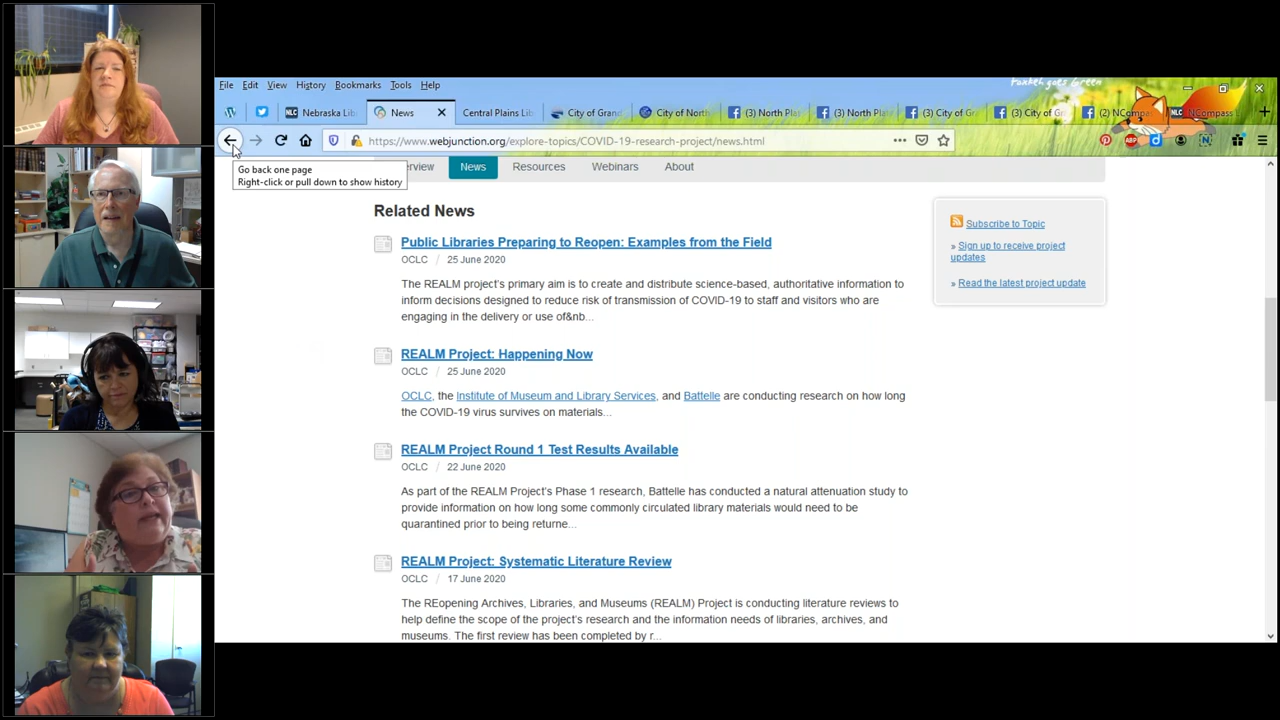 Foxkeh goes Green
File Edit View History Bookmarks Tools Help
NLC Nebraska Lib News Central Plains Lib City of Grand City of North (3) North Pla (3) North Pla (3) City of G (3) City of G (2) NCompas NLC NCompass L
https://www.webjunction.org/explore-topics/COVID-19-research-project/news.html
ABP
Go back one page
Right-click or pull down to show history
erview News Resources Webinars About
Related News
Public Libraries Preparing to Reopen: Examples from the Field
OCLC / 25 June 2020
The REALM project's primary aim is to create and distribute science-based, authoritative information to
inform decisions designed to reduce risk of transmission of COVID-19 to staff and visitors who are
engaging in the delivery or use of&nb...
REALM Project: Happening Now
OCLC / 25 June 2020
OCLC, the Institute of Museum and Library Services, and Battelle are conducting research on how long
the COVID-19 virus survives on materials...
REALM Project Round 1 Test Results Available
OCLC / 22 June 2020
As part of the REALM Project's Phase 1 research, Battelle has conducted a natural attenuation study to
provide information on how long some commonly circulated library materials would need to be
quarantined prior to being returne...
REALM Project: Systematic Literature Review
OCLC / 17 June 2020
The REopening Archives, Libraries, and Museums (REALM) Project is conducting literature reviews to
help define the scope of the project's research and the information needs of libraries, archives, and
museums. The first review has been completed by r...
Subscribe to Topic
» Sign up to receive project
updates
» Read the latest project update